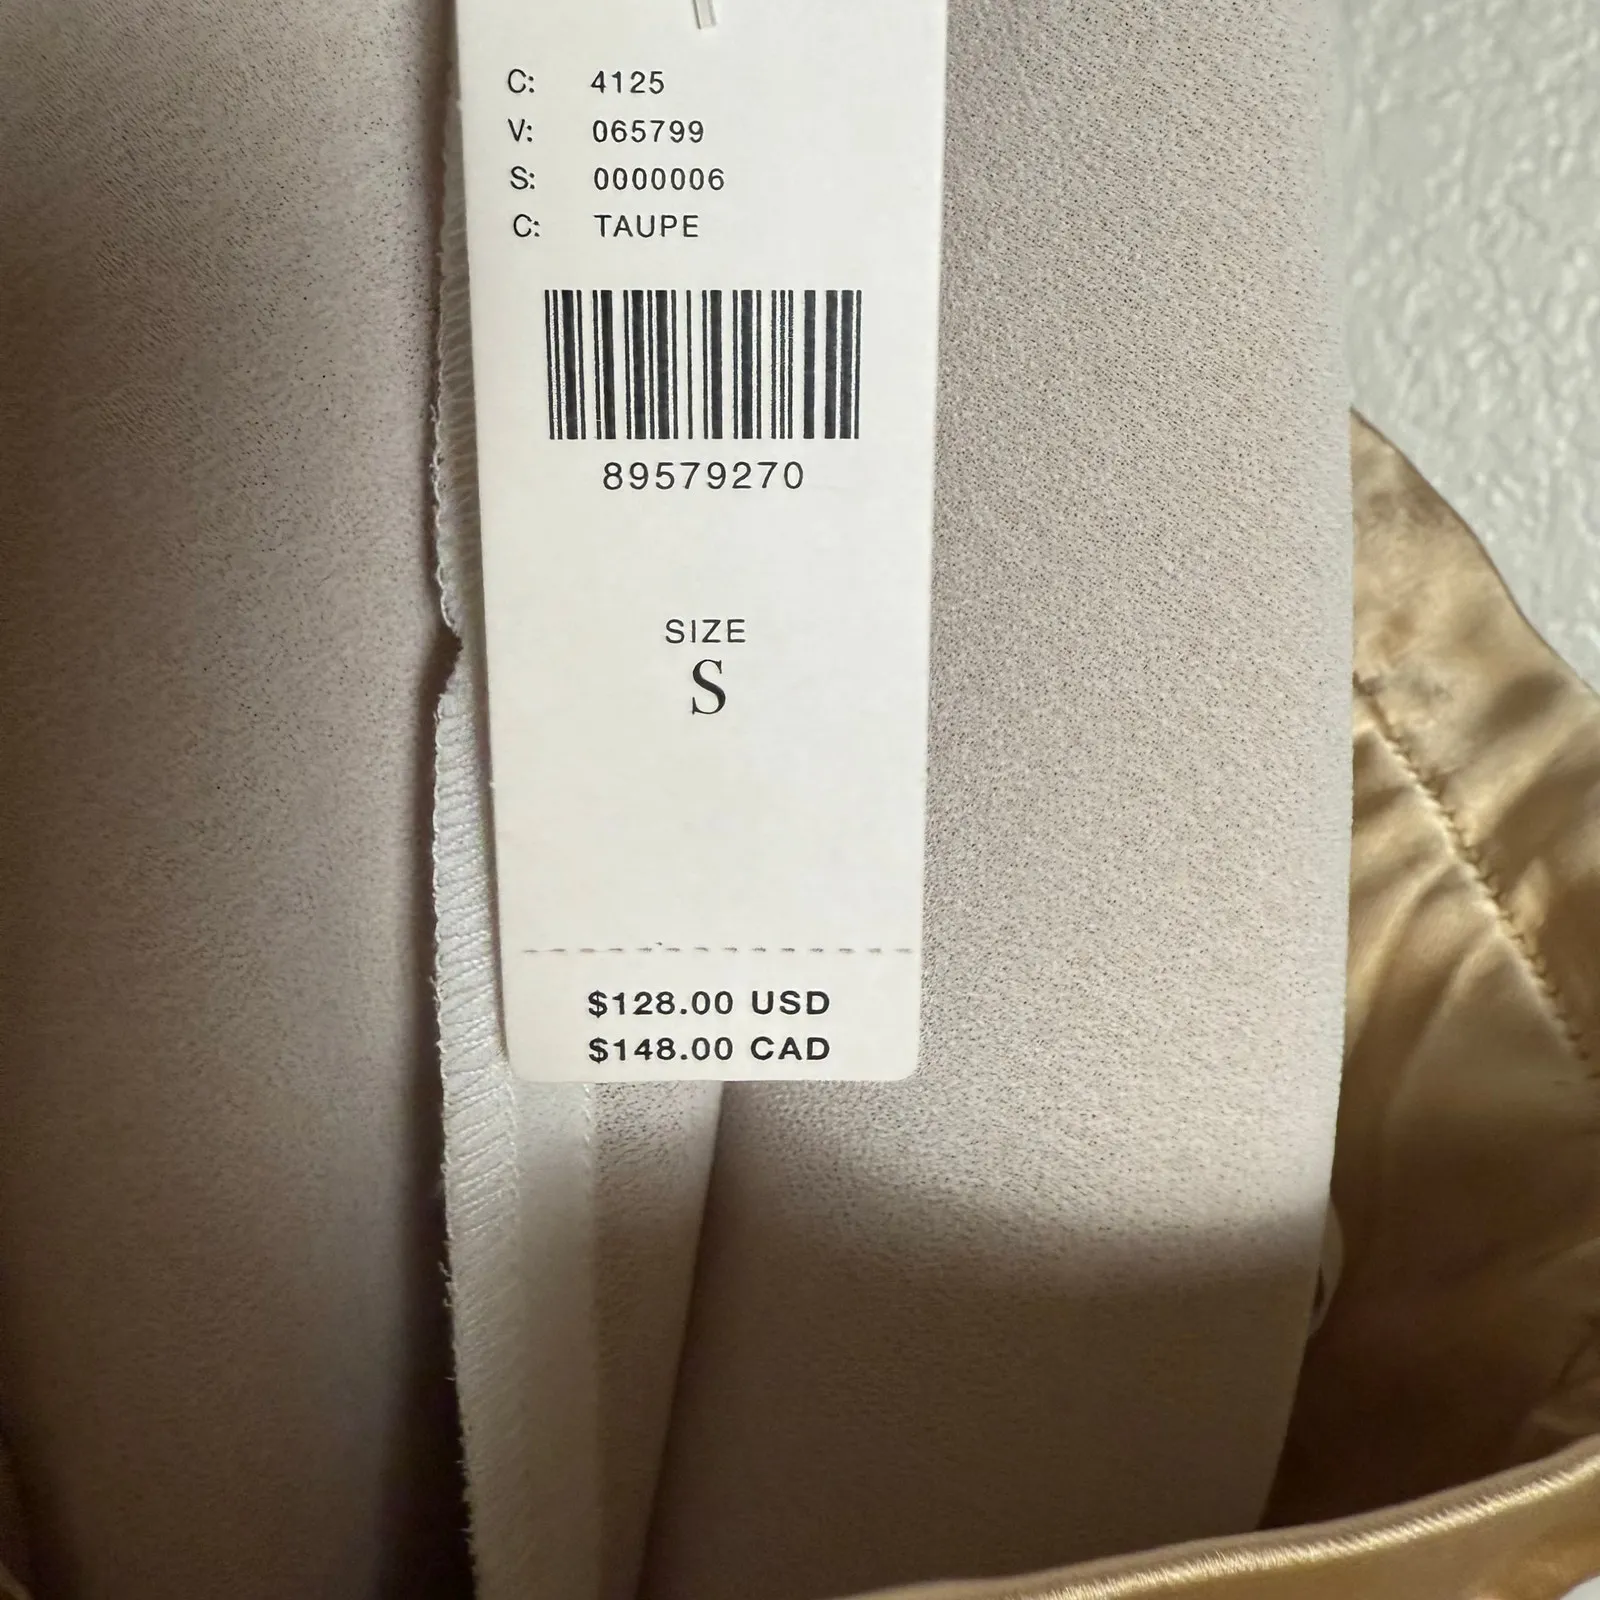 C: 4125
V: 065799
S: 0000006
C: TAUPE
89579270
SIZE
S
$128.00 USD
$148.00 CAD